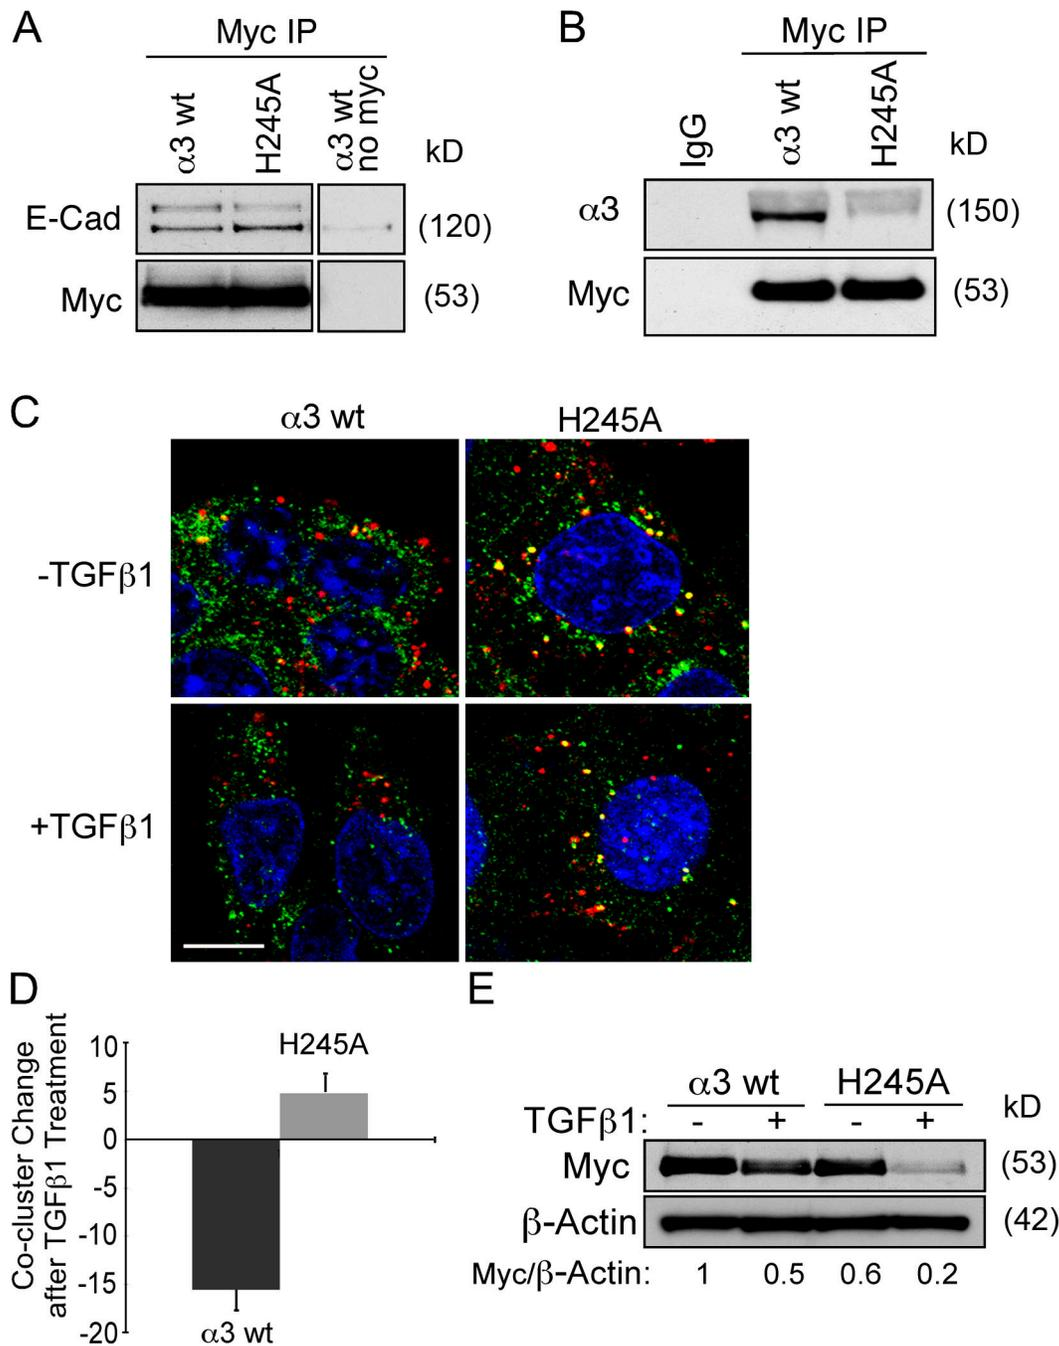 A
Myc IP
α3 wt
H245A
α3 wt
no myc
kD
E-Cad
(120)
Myc
(53)
B
Myc IP
IgG
α3 wt
H245A
kD
α3
(150)
Myc
(53)
C
α3 wt
H245A
-TGFβ1
+TGFβ1
D
Co-cluster Change
after TGFβ1 Treatment
10
5
0
-5
-10
-15
-20
H245A
α3 wt
E
α3 wt
H245A
kD
TGFβ1: - + - +
Myc
(53)
β-Actin
(42)
Myc/β-Actin: 1 0.5 0.6 0.2